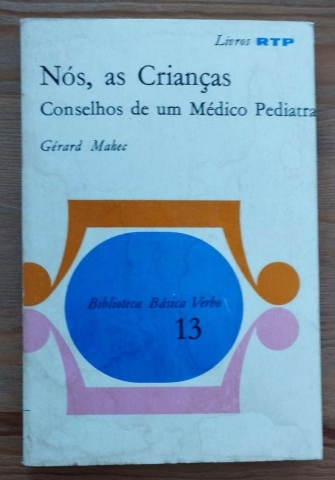 Livros RTP
Nós, as Crianças
Conselhos de um Médico Pediatra
Gérard Mahec
Biblioteca Básica Verbo
13